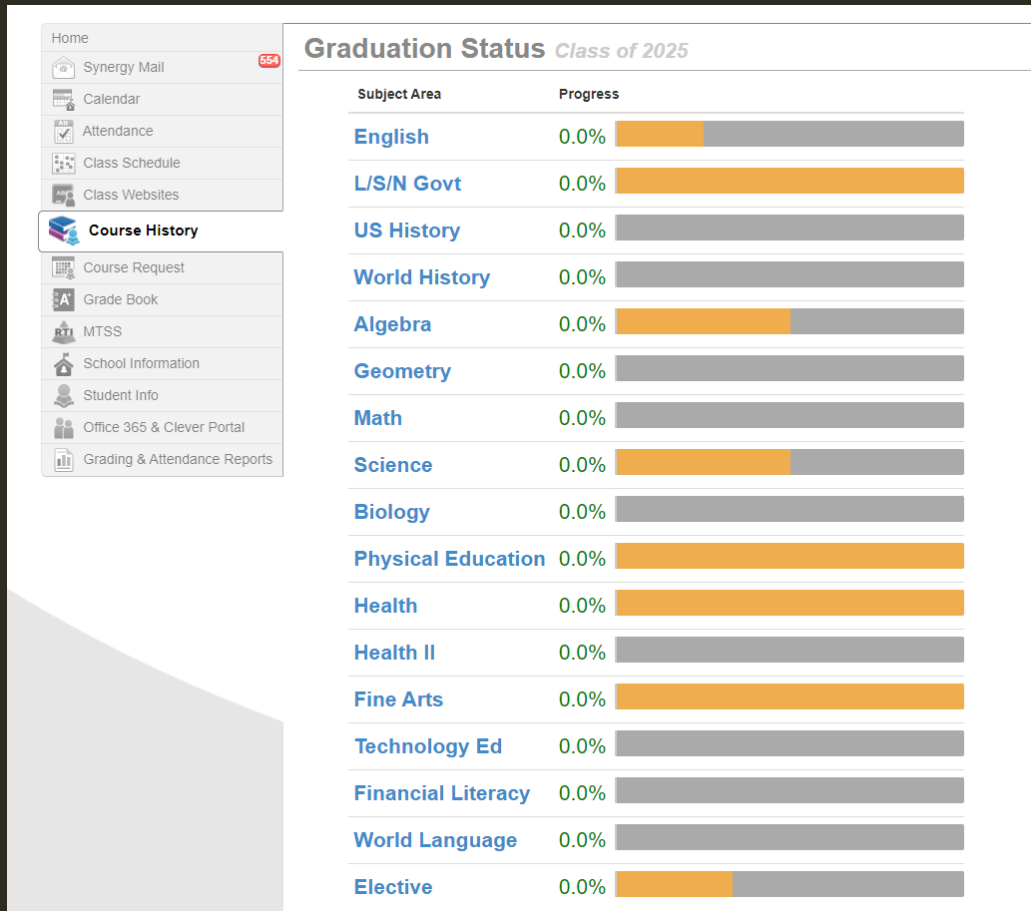 Home
Synergy Mail
554
Calendar
Attendance
Class Schedule
Class Websites
Course History
Course Request
Grade Book
RTI
MTSS
School Information
Student Info
Office 365 & Clever Portal
Grading & Attendance Reports
Graduation Status Class of 2025
Subject Area Progress
English 0.0%
L/S/N Govt 0.0%
US History 0.0%
World History 0.0%
Algebra 0.0%
Geometry 0.0%
Math 0.0%
Science 0.0%
Biology 0.0%
Physical Education 0.0%
Health 0.0%
Health II 0.0%
Fine Arts 0.0%
Technology Ed 0.0%
Financial Literacy 0.0%
World Language 0.0%
Elective 0.0%